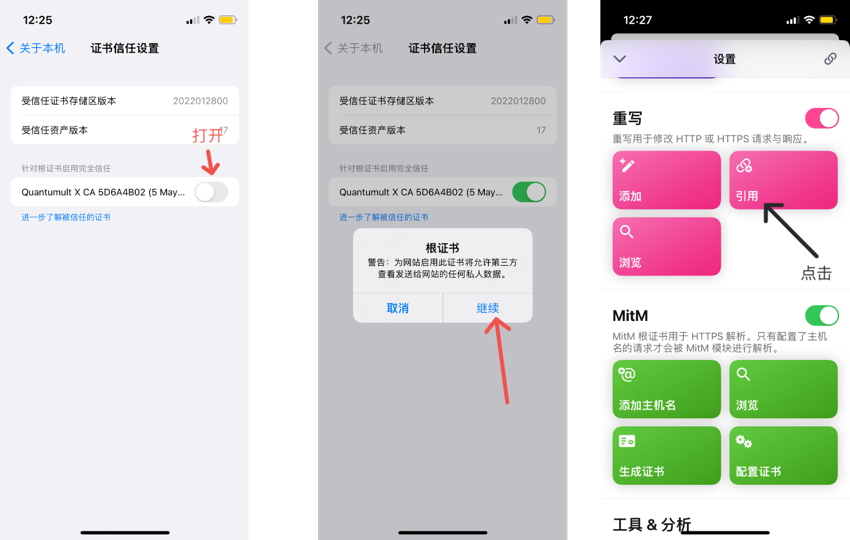 12:25
关于本机
证书信任设置
受信任证书存储区版本
2022012800
受信任资产版本
17
打开
针对根证书启用完全信任
Quantumult X CA 5D6A4B02 (5 May...
进一步了解被信任的证书
12:25
关于本机
证书信任设置
受信任证书存储区版本
2022012800
受信任资产版本
17
针对根证书启用完全信任
Quantumult X CA 5D6A4B02 (5 May...
进一步了解被信任的证书
根证书
警告：为网站启用此证书将允许第三方
查看发送给网站的任何私人数据。
取消
继续
12:27
设置
重写
重写用于修改 HTTP 或 HTTPS 请求与响应。
添加
引用
浏览
点击
MitM
MitM 根证书用于 HTTPS 解析。只有配置了主机
名的请求才会被 MitM 模块进行解析。
添加主机名
浏览
生成证书
配置证书
工具 & 分析